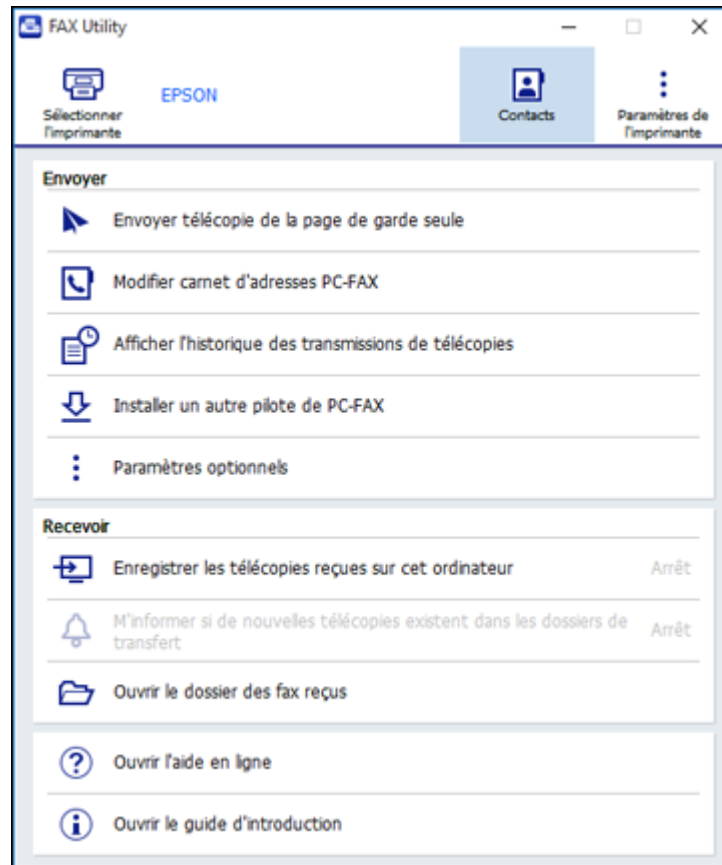 FAX Utility
Sélectionner
l'imprimante
EPSON
Contacts
Paramètres de
l'imprimante
Envoyer
Envoyer télécopie de la page de garde seule
Modifier carnet d'adresses PC-FAX
Afficher l'historique des transmissions de télécopies
Installer un autre pilote de PC-FAX
Paramètres optionnels
Recevoir
Enregistrer les télécopies reçues sur cet ordinateur Arrêt
M'informer si de nouvelles télécopies existent dans les dossiers de
transfert Arrêt
Ouvrir le dossier des fax reçus
Ouvrir l'aide en ligne
Ouvrir le guide d'introduction